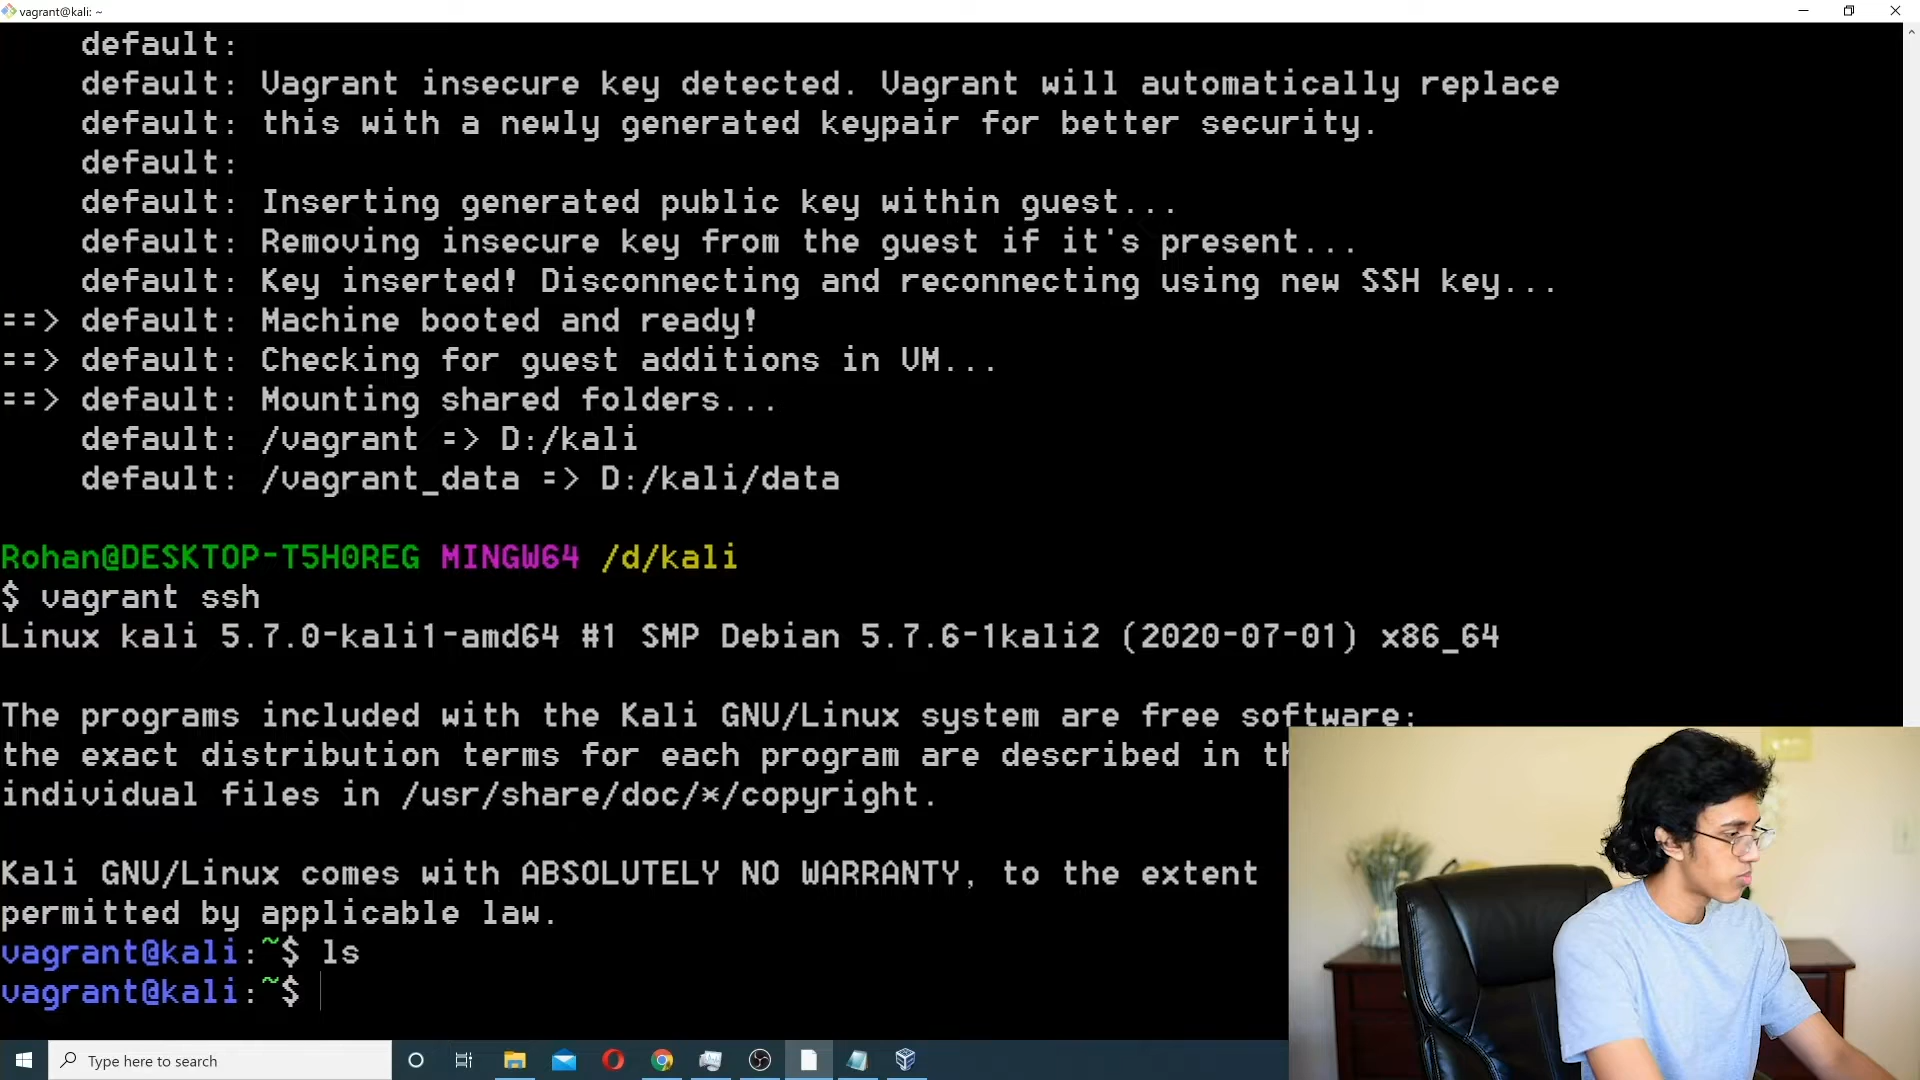 vagrant@kali: ~
default:
default: Vagrant insecure key detected. Vagrant will automatically replace
default: this with a newly generated keypair for better security.
default:
default: Inserting generated public key within guest...
default: Removing insecure key from the guest if it's present...
default: Key inserted! Disconnecting and reconnecting using new SSH key...
==> default: Machine booted and ready!
==> default: Checking for guest additions in VM...
==> default: Mounting shared folders...
default: /vagrant => D:/kali
default: /vagrant_data => D:/kali/data
Rohan@DESKTOP-T5H0REG MINGW64 /d/kali
$ vagrant ssh
Linux kali 5.7.0-kali1-amd64 #1 SMP Debian 5.7.6-1kali2 (2020-07-01) x86_64
The programs included with the Kali GNU/Linux system are free software:
the exact distribution terms for each program are described in th
individual files in /usr/share/doc/*/copyright.
Kali GNU/Linux comes with ABSOLUTELY NO WARRANTY, to the extent
permitted by applicable law.
vagrant@kali:~$ ls
vagrant@kali:~$
Type here to search